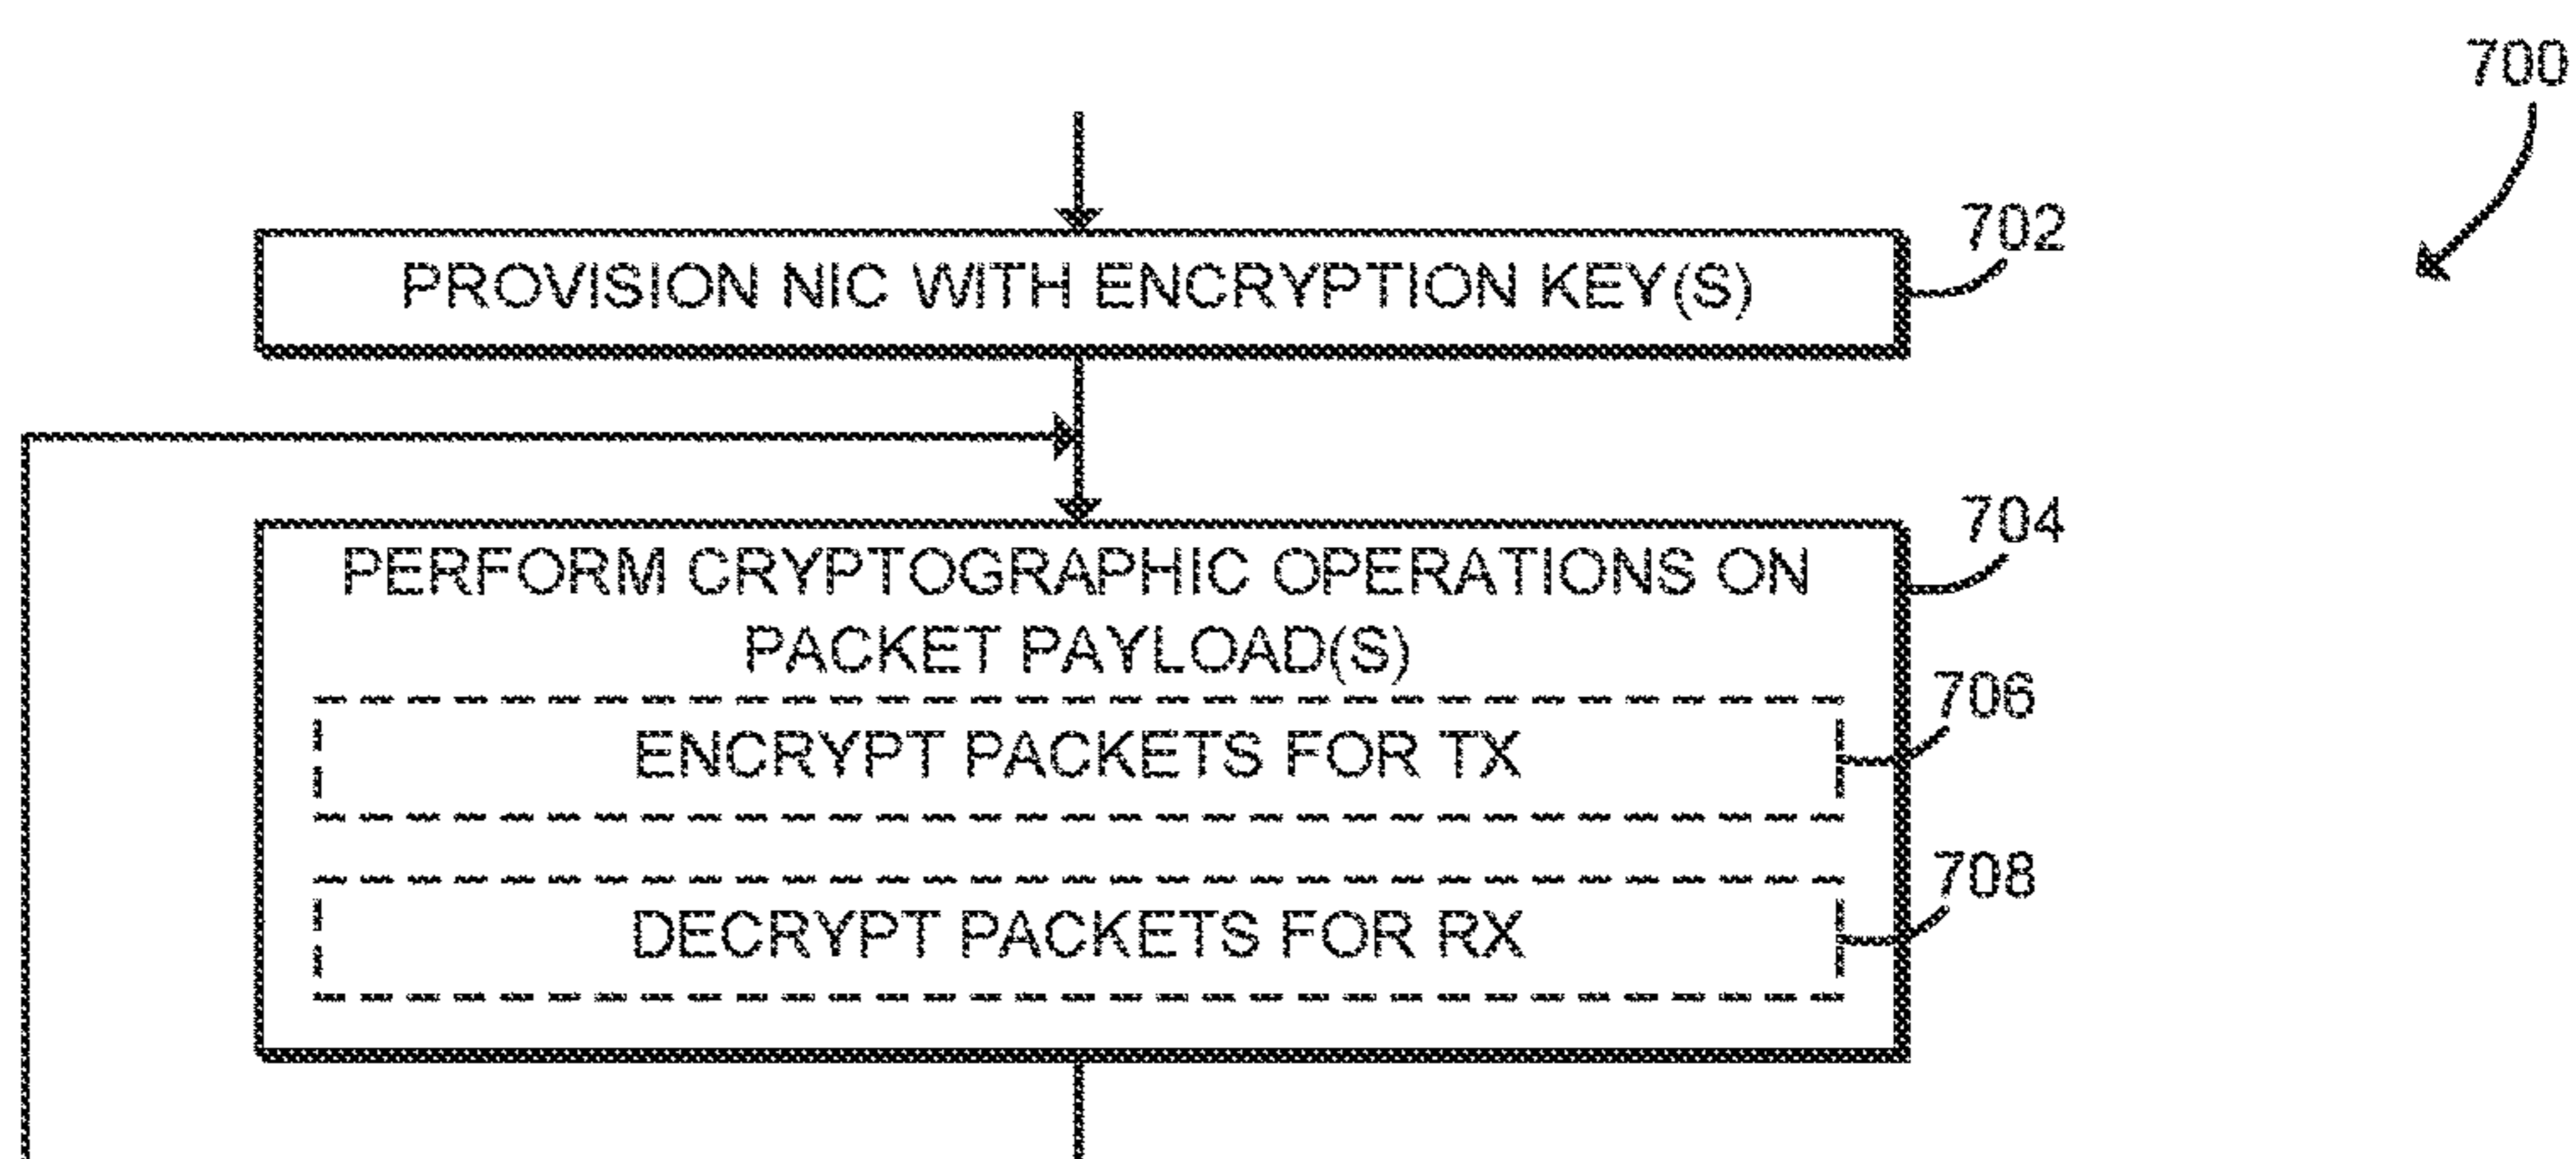 700
702
PROVISION NIC WITH ENCRYPTION KEY(S)
704
PERFORM CRYPTOGRAPHIC OPERATIONS ON
PACKET PAYLOAD(S)
706
ENCRYPT PACKETS FOR TX
708
DECRYPT PACKETS FOR RX